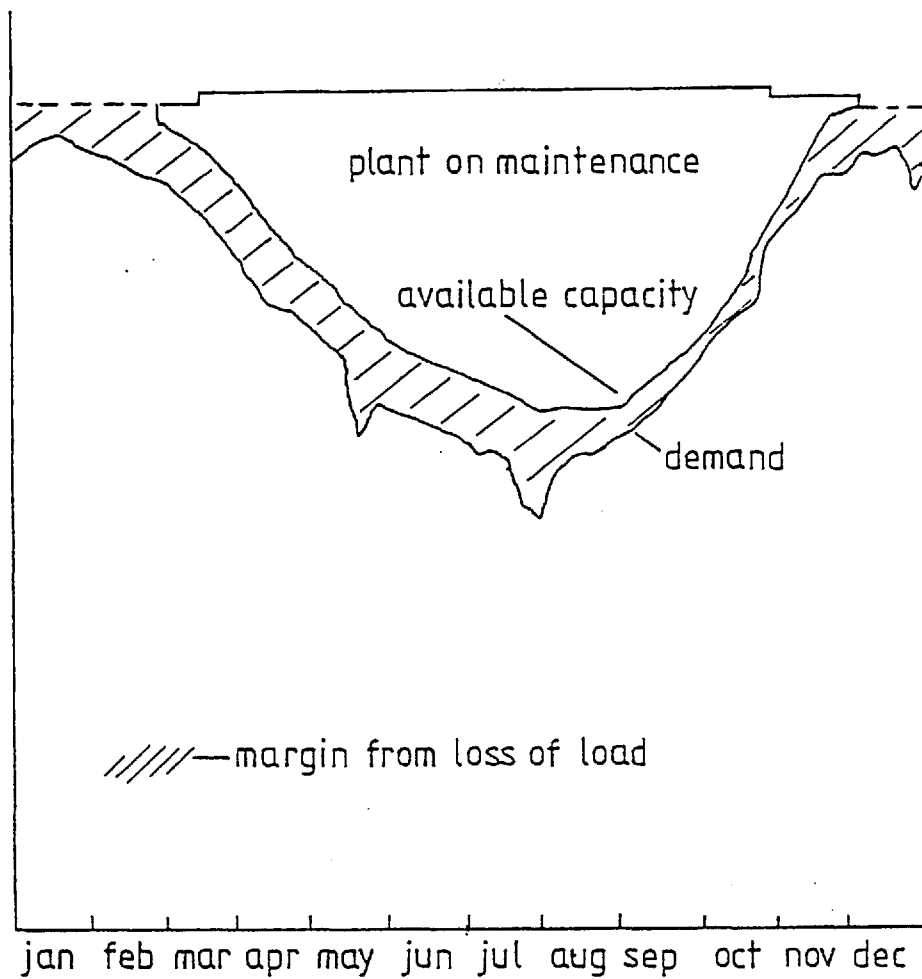 plant on maintenance
available capacity
demand
margin from loss of load
jan feb mar apr may jun jul aug sep oct nov dec